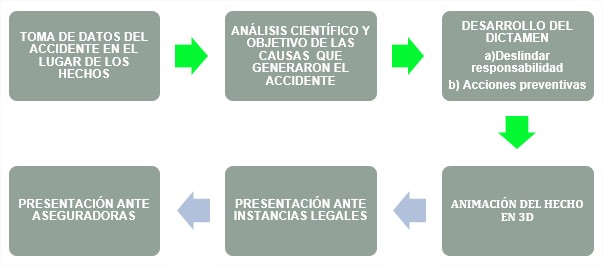 TOMA DE DATOS DEL
ACCIDENTE EN EL
LUGAR DE LOS
HECHOS
ANÁLISIS CIENTÍFICO Y
OBJETIVO DE LAS
CAUSAS QUE
GENERARON EL
ACCIDENTE
DESARROLLO DEL
DICTAMEN
a)Deslindar
responsabilidad
b) Acciones preventivas
ANIMACIÓN DEL HECHO
EN 3D
PRESENTACIÓN ANTE
INSTANCIAS LEGALES
PRESENTACIÓN ANTE
ASEGURADORAS